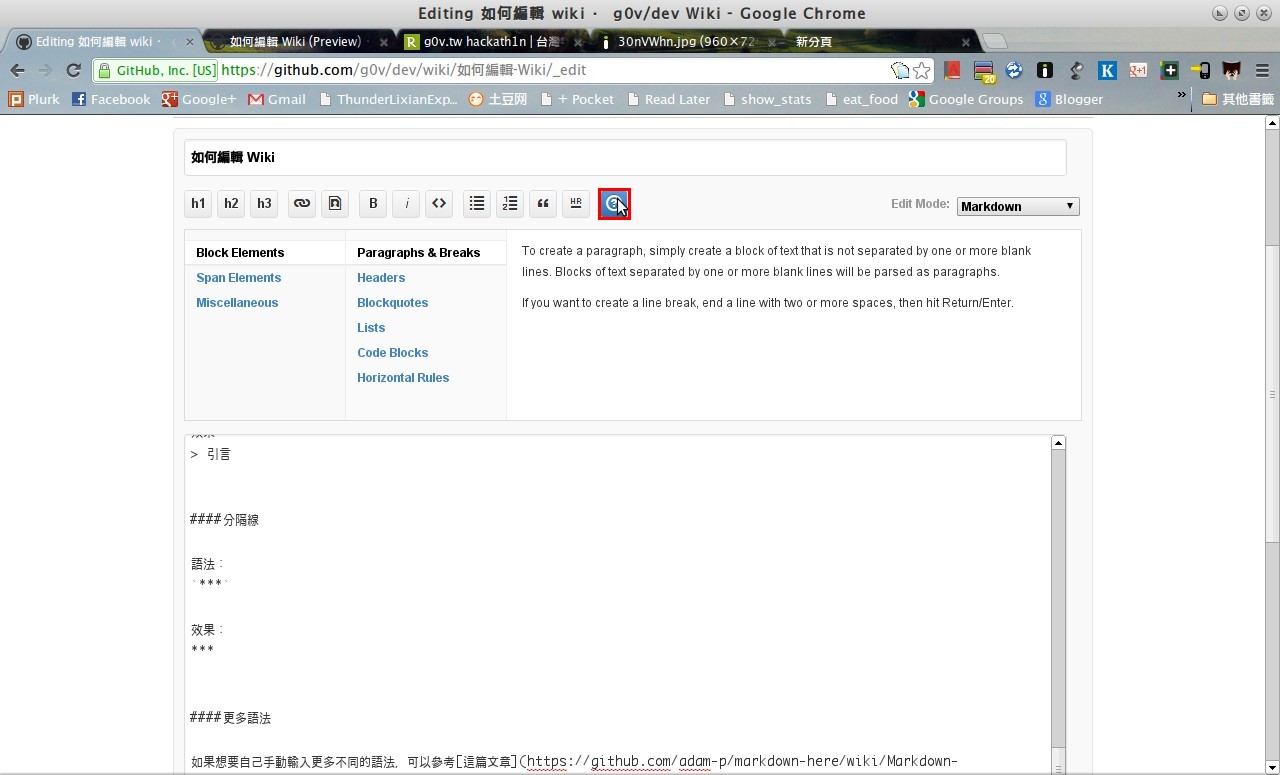 Editing 如何編輯 wiki ·  g0v/dev Wiki - Google Chrome
Editing 如何編輯 wiki ·
如何編輯 Wiki (Preview)
R g0v.tw hackath1n | 台灣
30nVWhn.jpg (960×72
新分頁
GitHub, Inc. [US] https://github.com/g0v/dev/wiki/如何編輯-Wiki/_edit
20
K
g+1
Plurk
Facebook
Google+
Gmail
ThunderLixianExp...
土豆网
+ Pocket
Read Later
show_stats
eat_food
Google Groups
Blogger
»
其他書籤
如何編輯 Wiki
h1 h2 h3 B i <> “ HR ?
Edit Mode: Markdown
Block Elements
Span Elements
Miscellaneous
Paragraphs & Breaks
Headers
Blockquotes
Lists
Code Blocks
Horizontal Rules
To create a paragraph, simply create a block of text that is not separated by one or more blank
lines. Blocks of text separated by one or more blank lines will be parsed as paragraphs.
If you want to create a line break, end a line with two or more spaces, then hit Return/Enter.
> 引言
####分隔線
語法：
`***`
效果：
***
####更多語法
如果想要自己手動輸入更多不同的語法，可以參考[這篇文章](https://github.com/adam-p/markdown-here/wiki/Markdown-